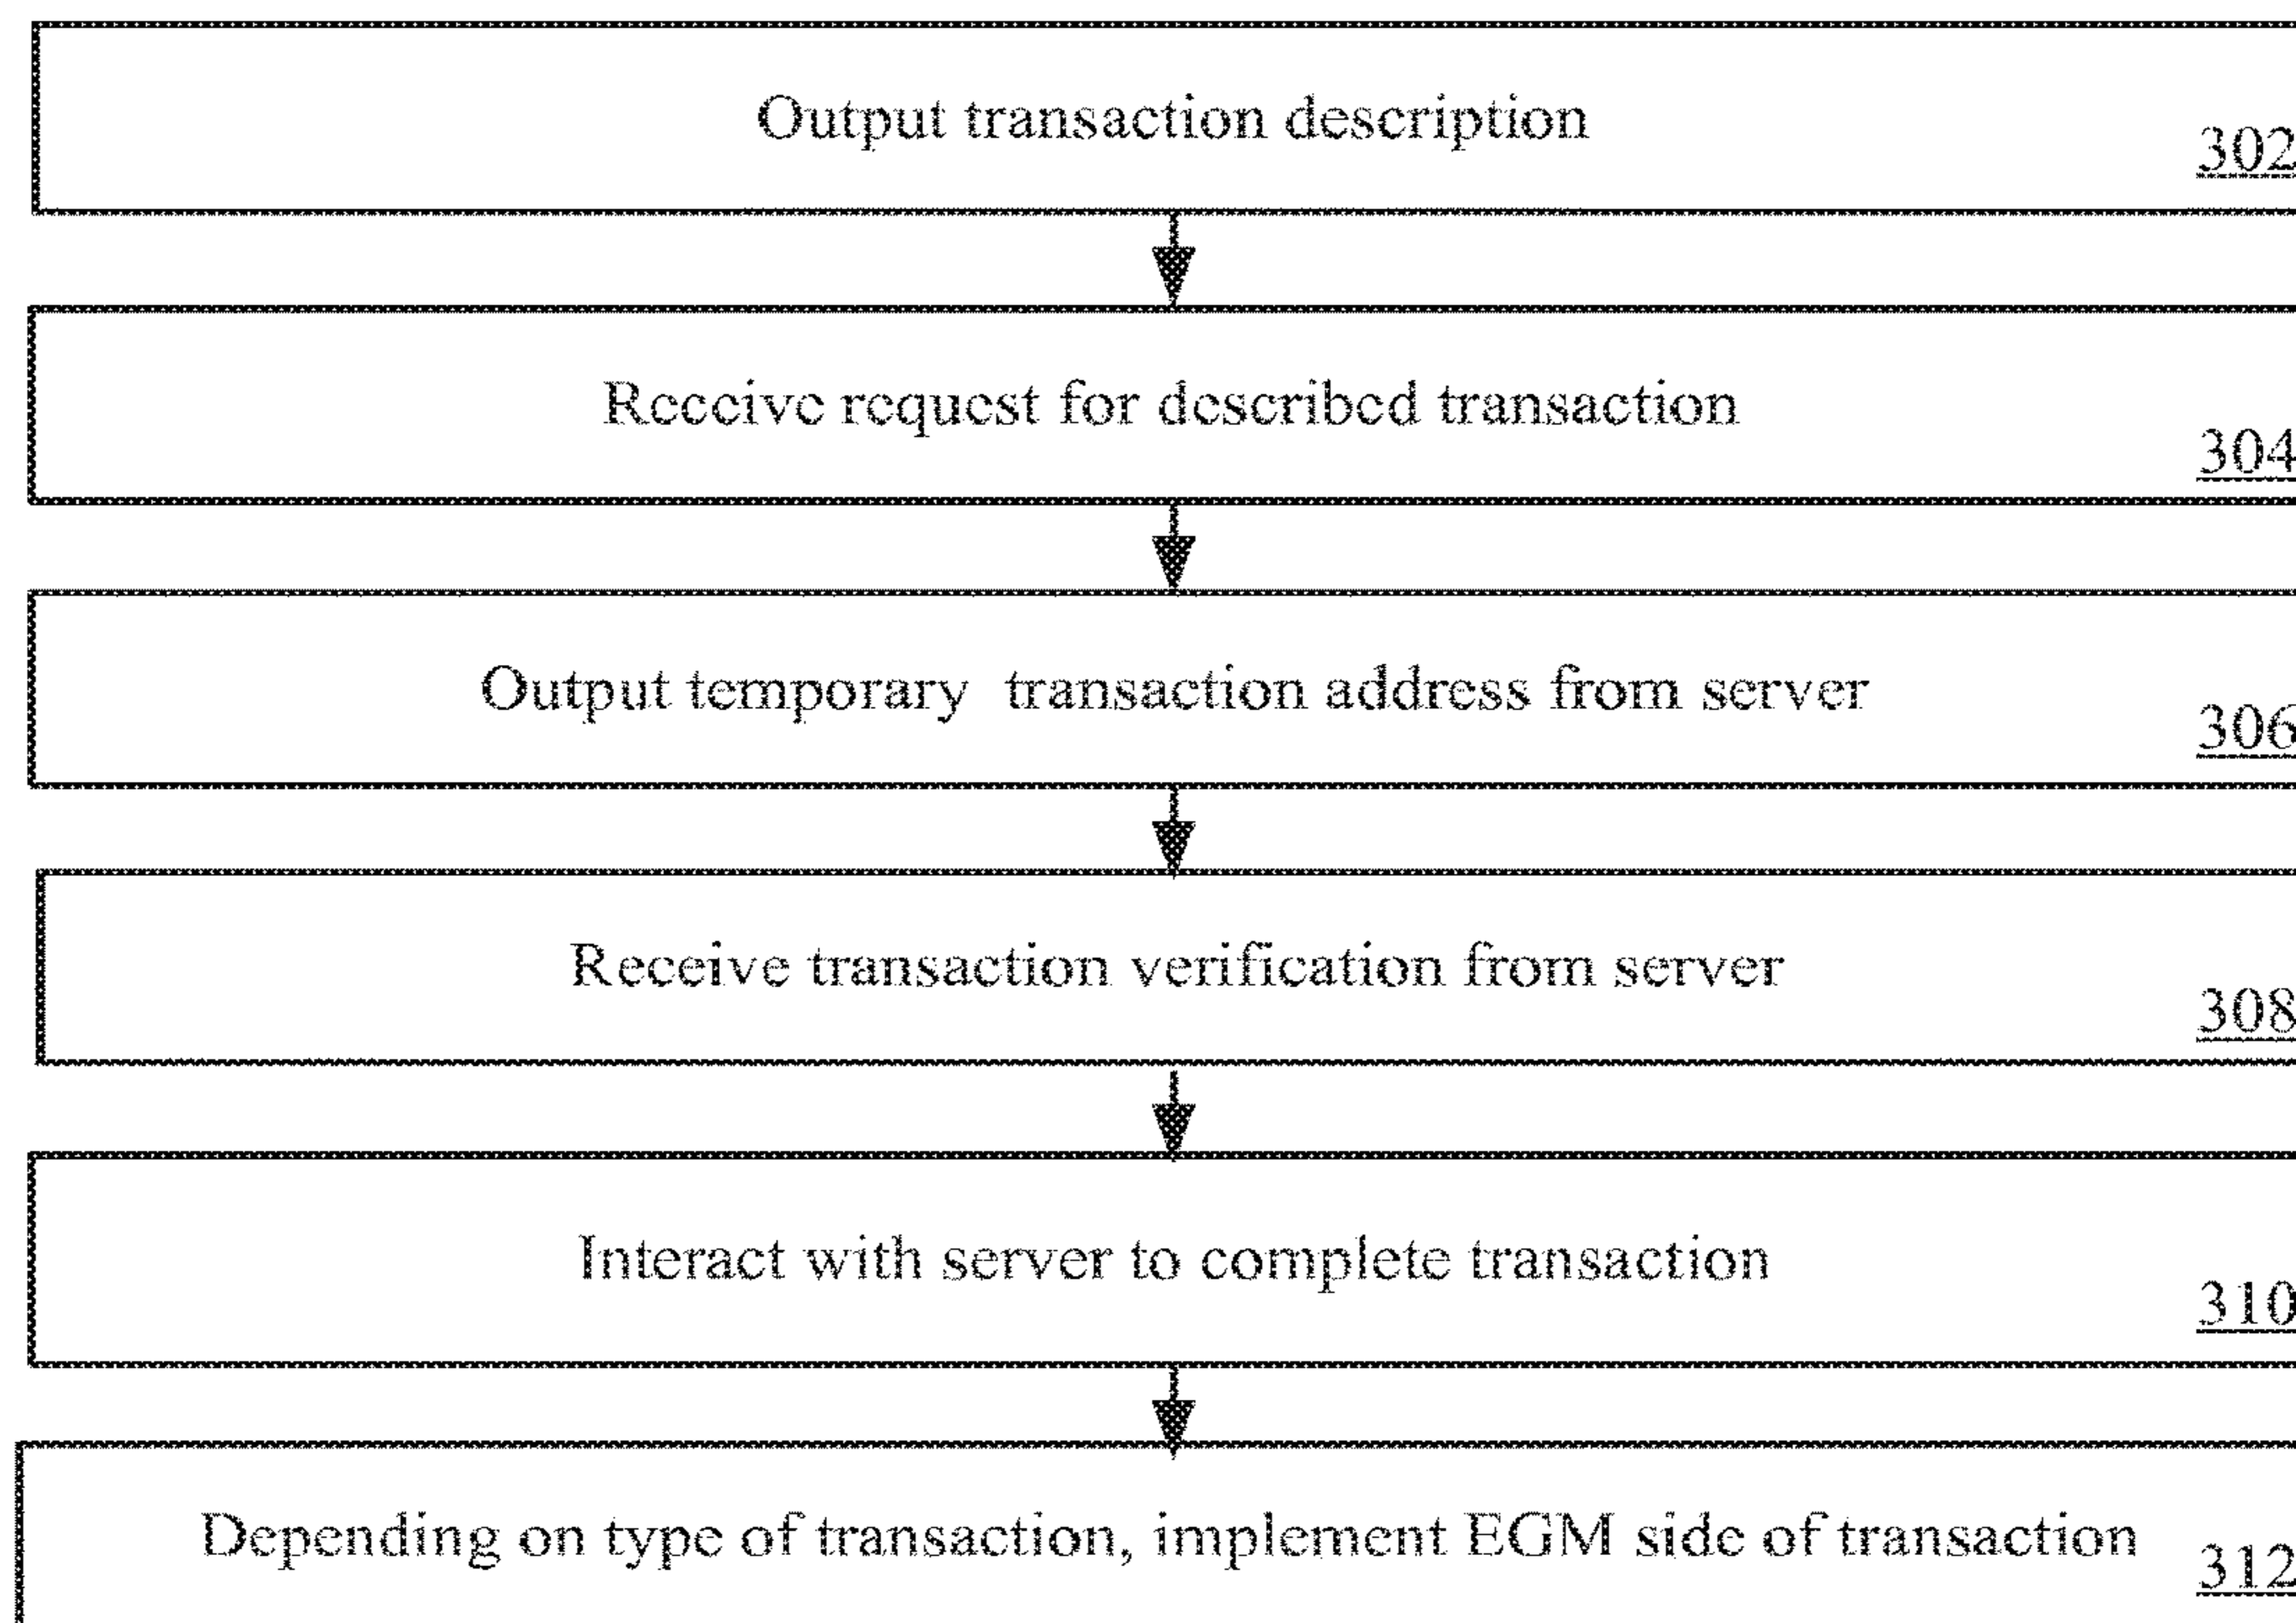 Output transaction description
302
Receive request for described transaction
304
Output temporary transaction address from server
306
Receive transaction verification from server
308
Interact with server to complete transaction
310
Depending on type of transaction, implement EGM side of transaction
312